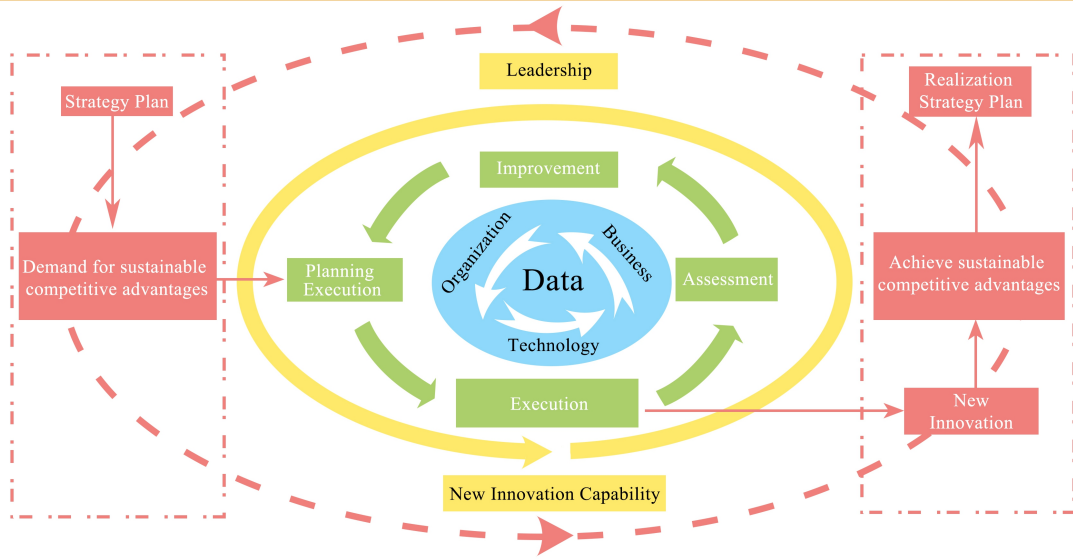 Leadership
Strategy Plan
Realization
Strategy Plan
Improvement
Organization
Business
Demand for sustainable
competitive advantages
Planning
Execution
Data
Assessment
Achieve sustainable
competitive advantages
Technology
Execution
New
Innovation
New Innovation Capability